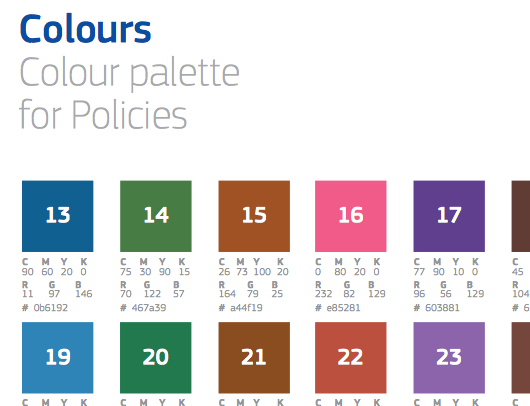 Colours
Colour palette
for Policies
13 14 15 16 17
C M Y K C M Y K C M Y K C M Y K C M Y K C
90 60 20 0 75 30 90 15 26 73 100 20 0 80 20 0 77 90 10 0 45
R G B R G B R G B R G B R G B R
11 97 146 70 122 57 164 79 25 232 82 129 96 56 129 104
# 0b6192 # 467a39 # a44f19 # e85281 # 603881 # 6
19 20 21 22 23
C M Y K C M Y K C M Y K C M Y K C M Y K C